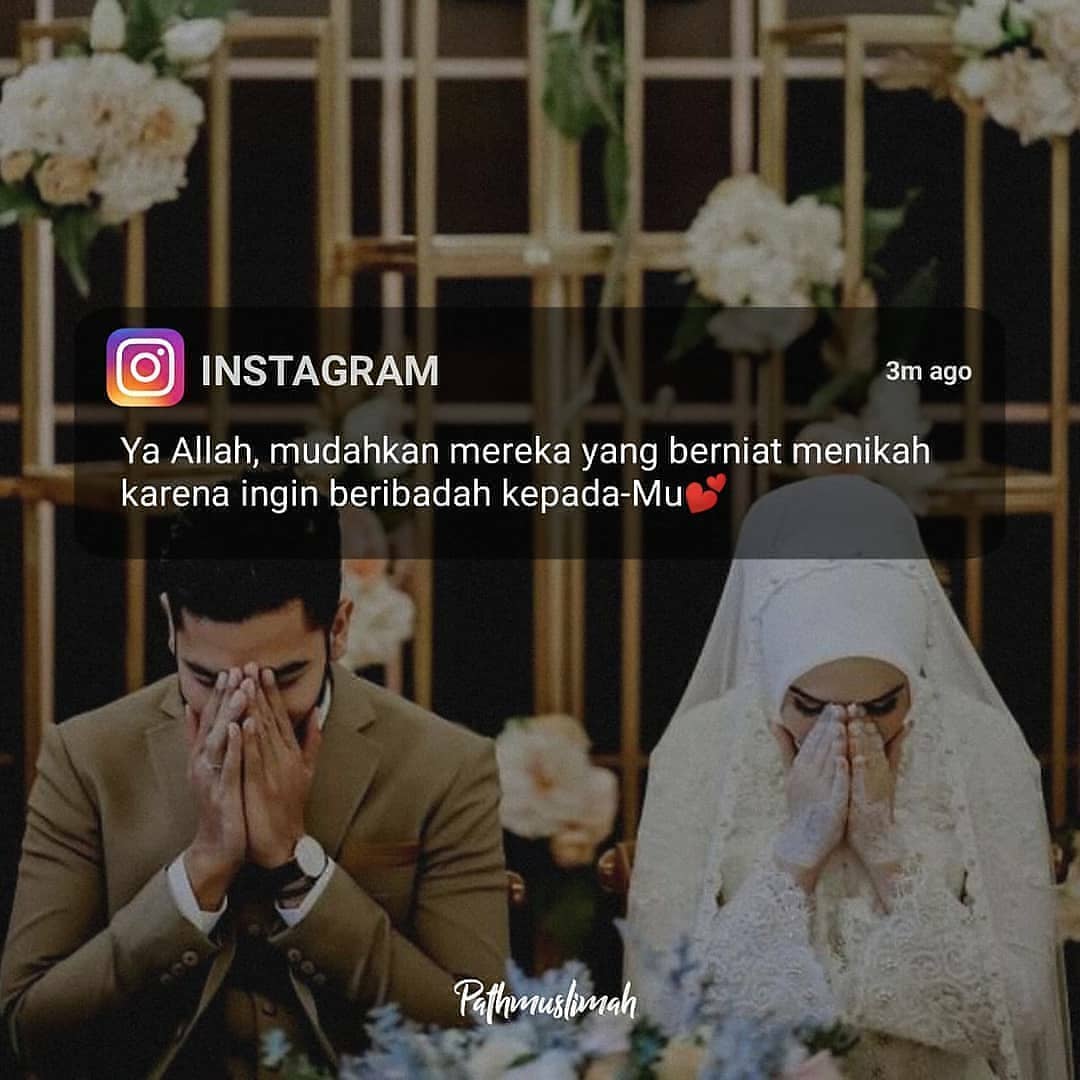 INSTAGRAM
3m ago
Ya Allah, mudahkan mereka yang berniat menikah
karena ingin beribadah kepada-Mu💕
Pathmuslimah